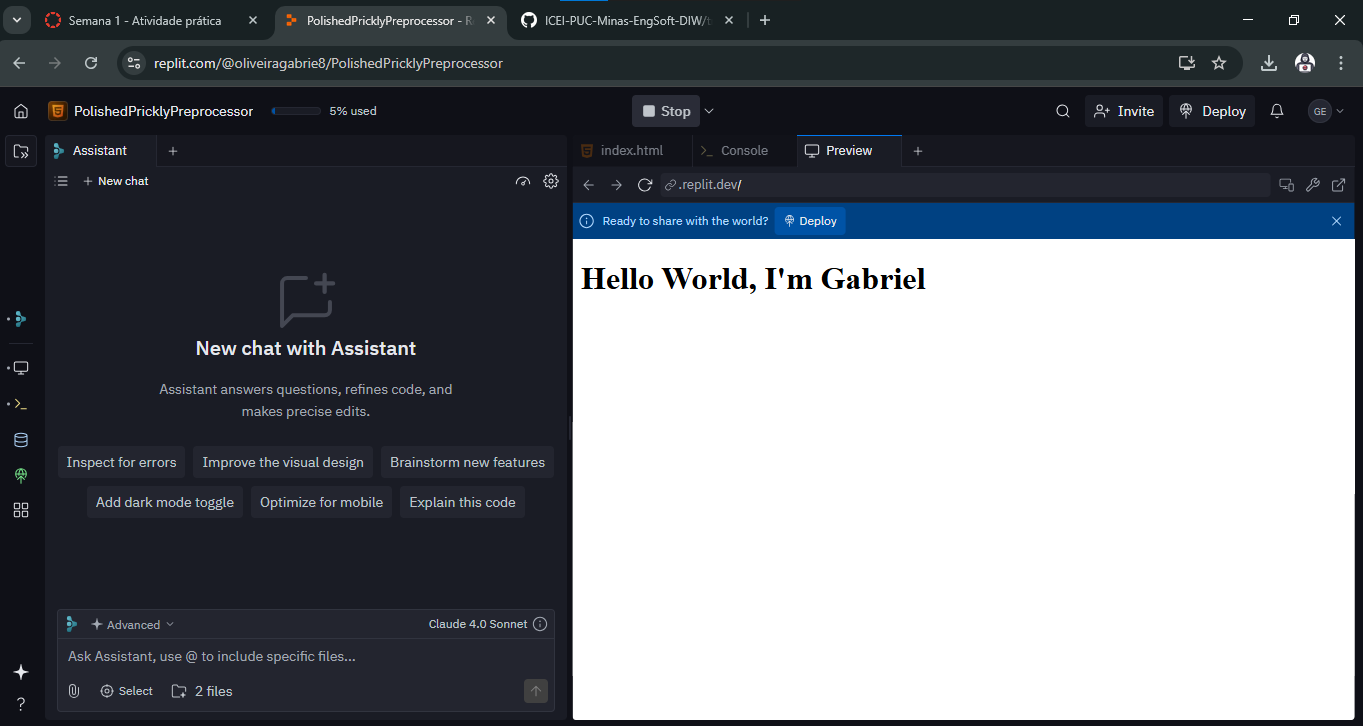 Semana 1 - Atividade prática
PolishedPricklyPreprocessor - R
ICEI-PUC-Minas-EngSoft-DIW/t
replit.com/@oliveiragabrie8/PolishedPricklyPreprocessor
PolishedPricklyPreprocessor
5% used
Stop
Invite
Deploy
GE
Assistant
New chat
New chat with Assistant
Assistant answers questions, refines code, and
makes precise edits.
Inspect for errors
Improve the visual design
Brainstorm new features
Add dark mode toggle
Optimize for mobile
Explain this code
Advanced
Claude 4.0 Sonnet
Ask Assistant, use @ to include specific files...
Select
2 files
index.html
Console
Preview
.replit.dev/
Ready to share with the world?
Deploy
Hello World, I'm Gabriel